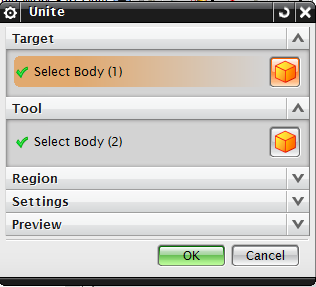 Unite
Target
Select Body (1)
Tool
Select Body (2)
Region
Settings
Preview
OK
Cancel